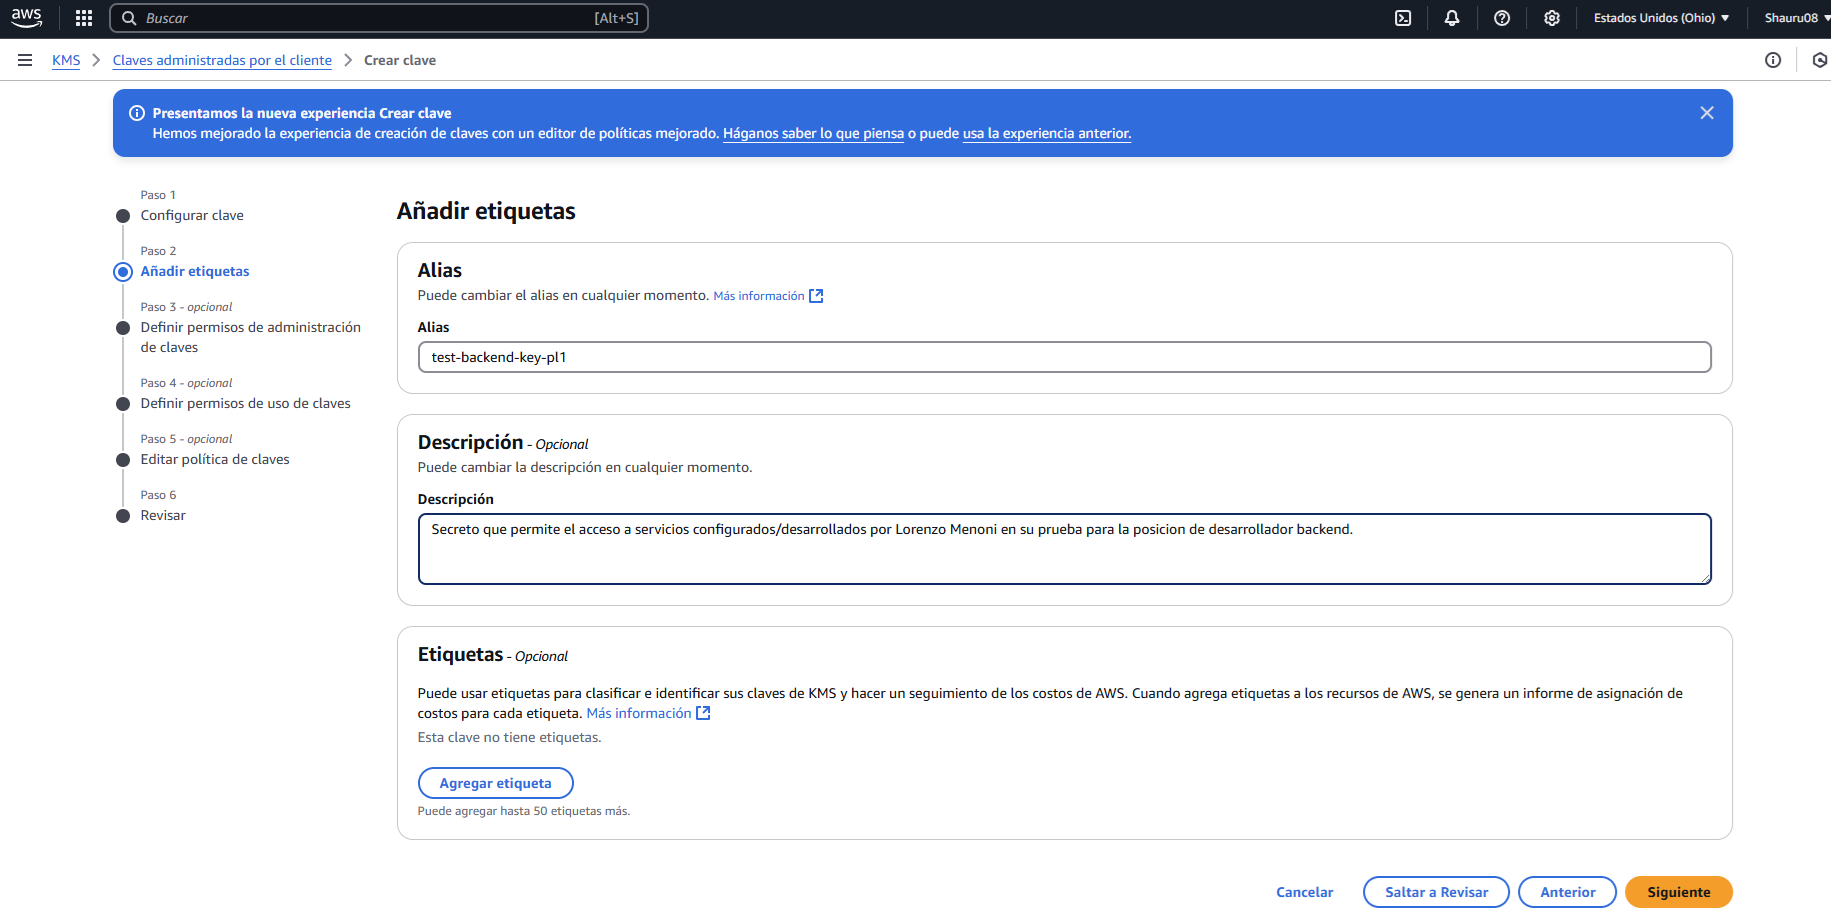 aws
Buscar [Alt+S]
Estados Unidos (Ohio) Shauru08
KMS Claves administradas por el cliente Crear clave
Presentamos la nueva experiencia Crear clave
Hemos mejorado la experiencia de creación de claves con un editor de políticas mejorado. Háganos saber lo que piensa o puede usa la experiencia anterior.
Paso 1
Configurar clave
Paso 2
Añadir etiquetas
Paso 3 - opcional
Definir permisos de administración
de claves
Paso 4 - opcional
Definir permisos de uso de claves
Paso 5 - opcional
Editar política de claves
Paso 6
Revisar
Añadir etiquetas
Alias
Puede cambiar el alias en cualquier momento. Más información
Alias
test-backend-key-pl1
Descripción - Opcional
Puede cambiar la descripción en cualquier momento.
Descripción
Secreto que permite el acceso a servicios configurados/desarrollados por Lorenzo Menoni en su prueba para la posicion de desarrollador backend.
Etiquetas - Opcional
Puede usar etiquetas para clasificar e identificar sus claves de KMS y hacer un seguimiento de los costos de AWS. Cuando agrega etiquetas a los recursos de AWS, se genera un informe de asignación de
costos para cada etiqueta. Más información
Esta clave no tiene etiquetas.
Agregar etiqueta
Puede agregar hasta 50 etiquetas más.
Cancelar Saltar a Revisar Anterior Siguiente